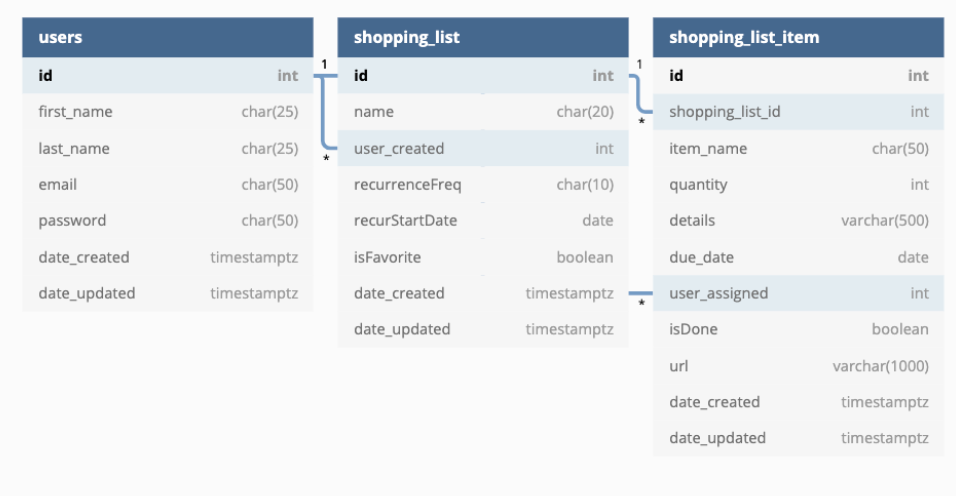 users
id int
first_name char(25)
last_name char(25)
email char(50)
password char(50)
date_created timestamptz
date_updated timestamptz
1
*
shopping_list
id int
name char(20)
user_created int
recurrenceFreq char(10)
recurStartDate date
isFavorite boolean
date_created timestamptz
date_updated timestamptz
1
*
*
shopping_list_item
id int
shopping_list_id int
item_name char(50)
quantity int
details varchar(500)
due_date date
user_assigned int
isDone boolean
url varchar(1000)
date_created timestamptz
date_updated timestamptz